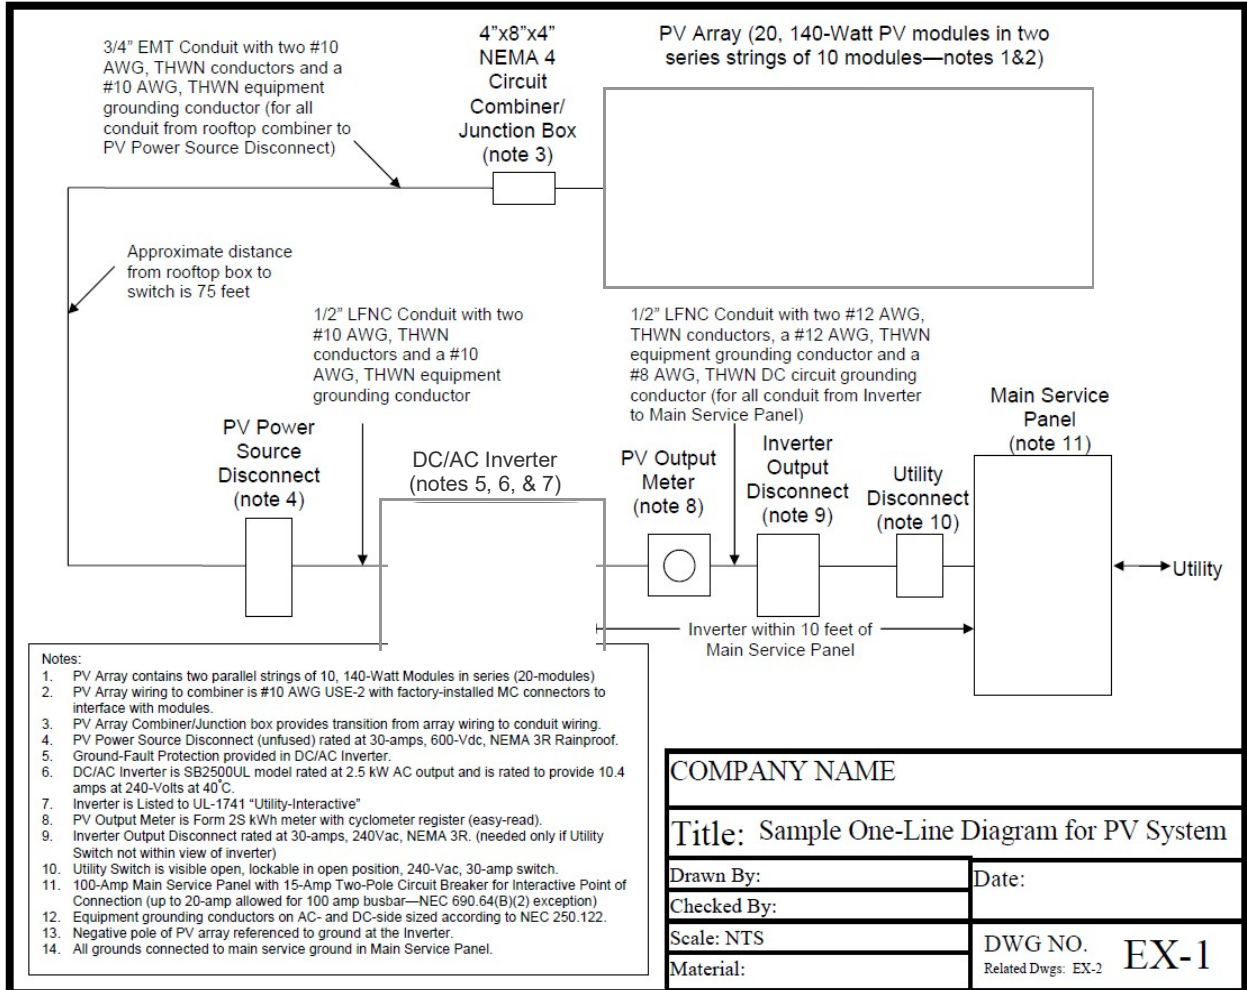 3/4" EMT Conduit with two #10
AWG, THWN conductors and a
#10 AWG, THWN equipment
grounding conductor (for all
conduit from rooftop combiner to
PV Power Source Disconnect)
4"x8"x4"
NEMA 4
Circuit
Combiner/
Junction Box
(note 3)
PV Array (20, 140-Watt PV modules in two
series strings of 10 modules—notes 1&2)
Approximate distance
from rooftop box to
switch is 75 feet
1/2" LFNC Conduit with two
#10 AWG, THWN
conductors and a #10
AWG, THWN equipment
grounding conductor
1/2" LFNC Conduit with two #12 AWG,
THWN conductors, a #12 AWG, THWN
equipment grounding conductor and a
#8 AWG, THWN DC circuit grounding
conductor (for all conduit from Inverter
to Main Service Panel)
PV Power
Source
Disconnect
(note 4)
DC/AC Inverter
(notes 5, 6, & 7)
PV Output
Meter
(note 8)
Inverter
Output
Disconnect
(note 9)
Utility
Disconnect
(note 10)
Main Service
Panel
(note 11)
Utility
Inverter within 10 feet of
Main Service Panel
Notes:
1. PV Array contains two parallel strings of 10, 140-Watt Modules in series (20-modules)
2. PV Array wiring to combiner is #10 AWG USE-2 with factory-installed MC connectors to
interface with modules.
3. PV Array Combiner/Junction box provides transition from array wiring to conduit wiring.
4. PV Power Source Disconnect (unfused) rated at 30-amps, 600-Vdc, NEMA 3R Rainproof.
5. Ground-Fault Protection provided in DC/AC Inverter.
6. DC/AC Inverter is SB2500UL model rated at 2.5 kW AC output and is rated to provide 10.4
amps at 240-Volts at 40°C.
7. Inverter is Listed to UL-1741 "Utility-Interactive"
8. PV Output Meter is Form 2S kWh meter with cyclometer register (easy-read).
9. Inverter Output Disconnect rated at 30-amps, 240Vac, NEMA 3R. (needed only if Utility
Switch not within view of inverter)
10. Utility Switch is visible open, lockable in open position, 240-Vac, 30-amp switch.
11. 100-Amp Main Service Panel with 15-Amp Two-Pole Circuit Breaker for Interactive Point of
Connection (up to 20-amp allowed for 100 amp busbar—NEC 690.64(B)(2) exception)
12. Equipment grounding conductors on AC- and DC-side sized according to NEC 250.122.
13. Negative pole of PV array referenced to ground at the Inverter.
14. All grounds connected to main service ground in Main Service Panel.
COMPANY NAME
Title: Sample One-Line Diagram for PV System
Drawn By:
Date:
Checked By:
Scale: NTS
Material:
DWG NO. EX-1
Related Dwgs: EX-2